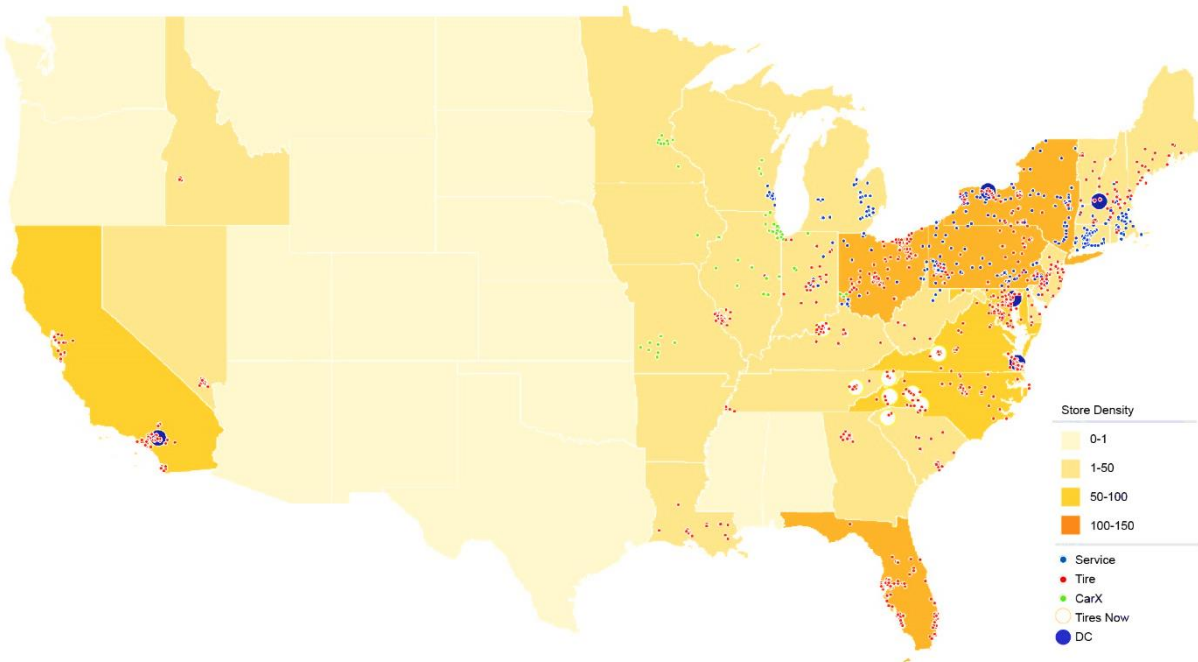 Store Density
0-1
1-50
50-100
100-150
Service
Tire
CarX
Tires Now
DC